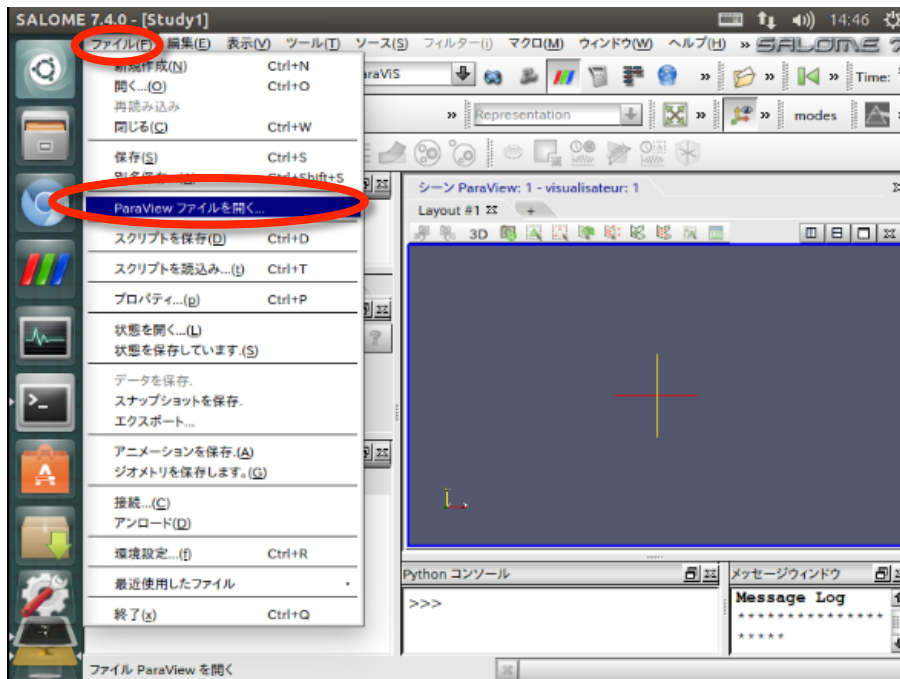 SALOME 7.4.0 - [Study1]
14:46
ファイル(F) 編集(E) 表示(V) ツール(T) ソース(S) フィルター(i) マクロ(M) ウィンドウ(W) ヘルプ(H) » SALOME 7
新規作成(N) Ctrl+N
開く...(O) Ctrl+O
再読み込み
閉じる(C) Ctrl+W
保存(S) Ctrl+S
別名保存...(A) Ctrl+Shift+S
ParaView ファイルを開く...
スクリプトを保存(D) Ctrl+D
スクリプトを読込み...(t) Ctrl+T
プロパティ...(p) Ctrl+P
状態を開く...(L)
状態を保存しています.(S)
データを保存.
スナップショットを保存.
エクスポート...
アニメーションを保存.(A)
ジオメトリを保存します。(G)
接続...(C)
アンロード(D)
環境設定...(f) Ctrl+R
最近使用したファイル
終了(x) Ctrl+Q
araViS » » » Time:
» Representation » » modes
シーン ParaView: 1 - visualisateur: 1
Layout #1 +
3D
Python コンソール
>>>
メッセージウィンドウ
Message Log
***************
*****
ファイル ParaView を開く